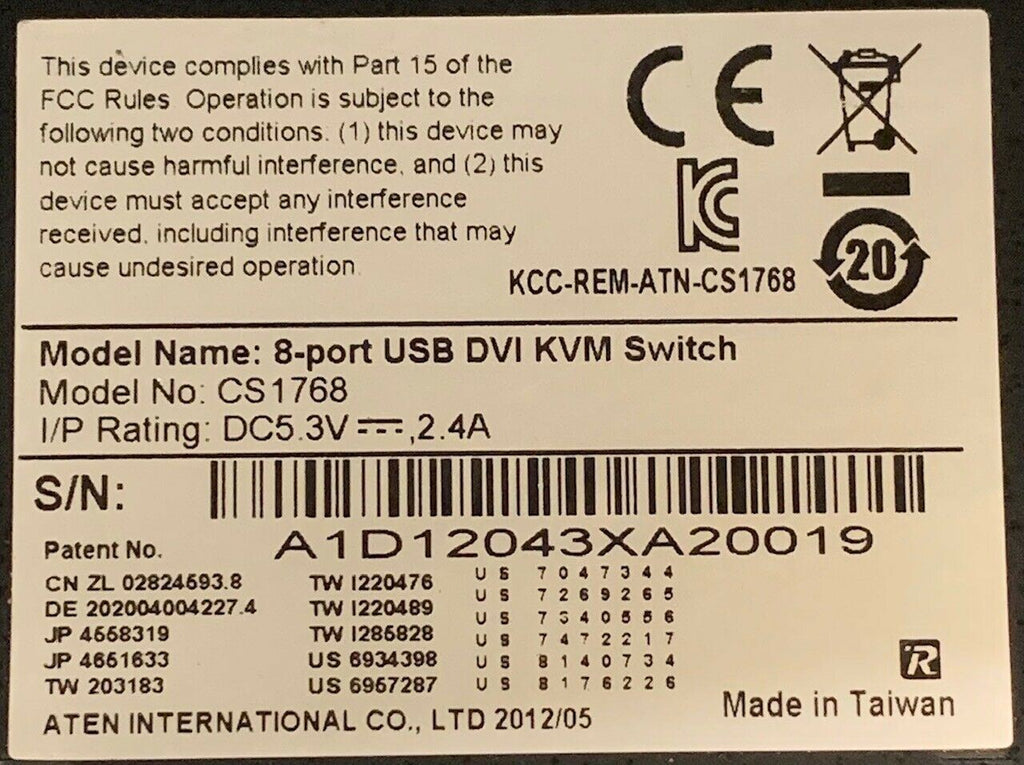 This device complies with Part 15 of the
FCC Rules Operation is subject to the
following two conditions: (1) this device may
not cause harmful interference, and (2) this
device must accept any interference
received, including interference that may
cause undesired operation
CE
KC
20
KCC-REM-ATN-CS1768
Model Name: 8-port USB DVI KVM Switch
Model No: CS1768
I/P Rating: DC5.3V ⎓,2.4A
S/N:
A1D12043XA20019
Patent No.
CN ZL 02824593.8 TW I220476 US 7047344
DE 202004004227.4 TW I220489 US 7269265
JP 4558319 TW I285828 US 7340556
JP 4651633 US 6934398 US 7472217
TW 203183 US 6957287 US 8140734
US 8176226
R
ATEN INTERNATIONAL CO., LTD 2012/05
Made in Taiwan